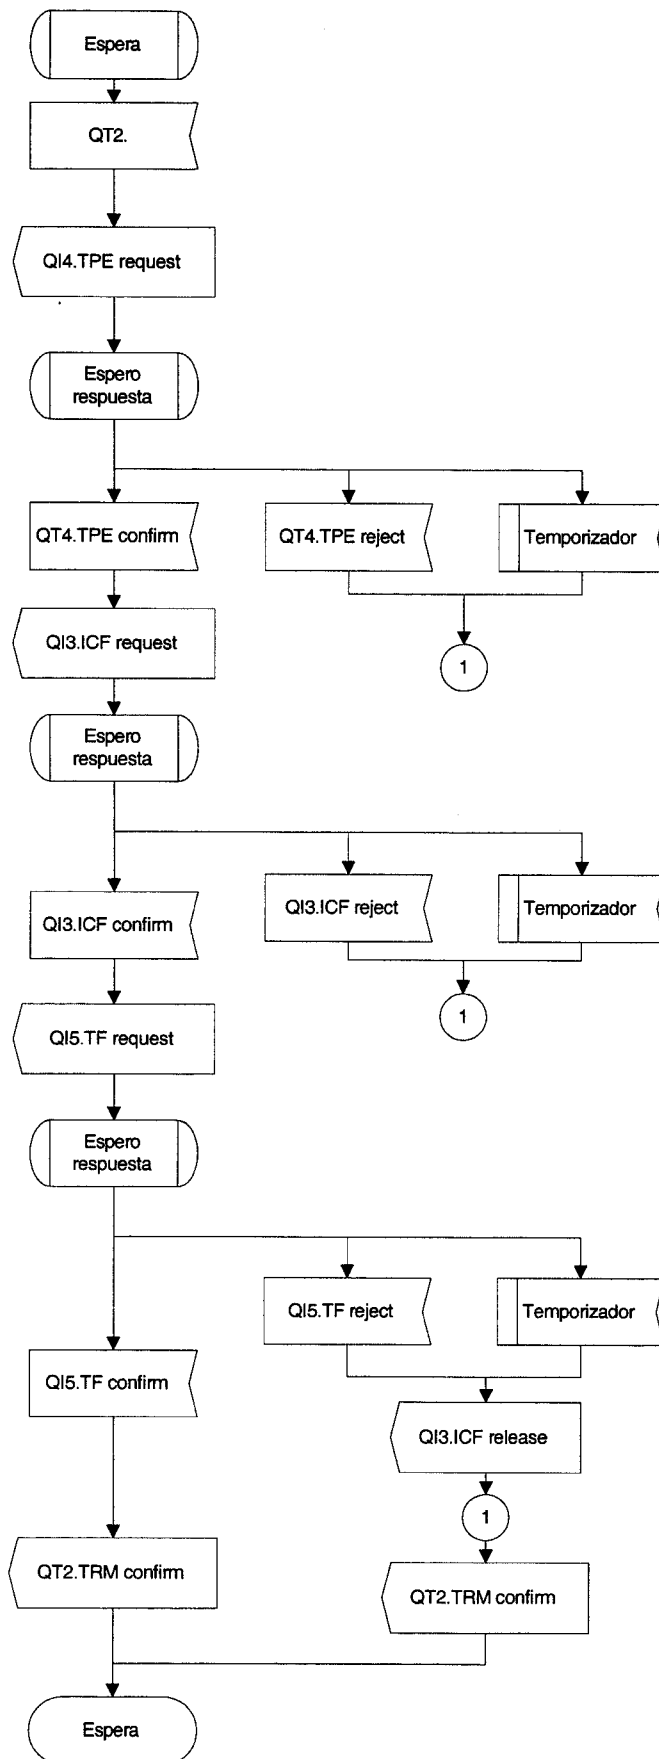 Espera
QT2.
QI4.TPE request
Espero
respuesta
QT4.TPE confirm
QT4.TPE reject
Temporizador
QI3.ICF request
1
Espero
respuesta
QI3.ICF confirm
QI3.ICF reject
Temporizador
QI5.TF request
1
Espero
respuesta
QI5.TF reject
Temporizador
QI5.TF confirm
QI3.ICF release
1
QT2.TRM confirm
QT2.TRM confirm
Espera